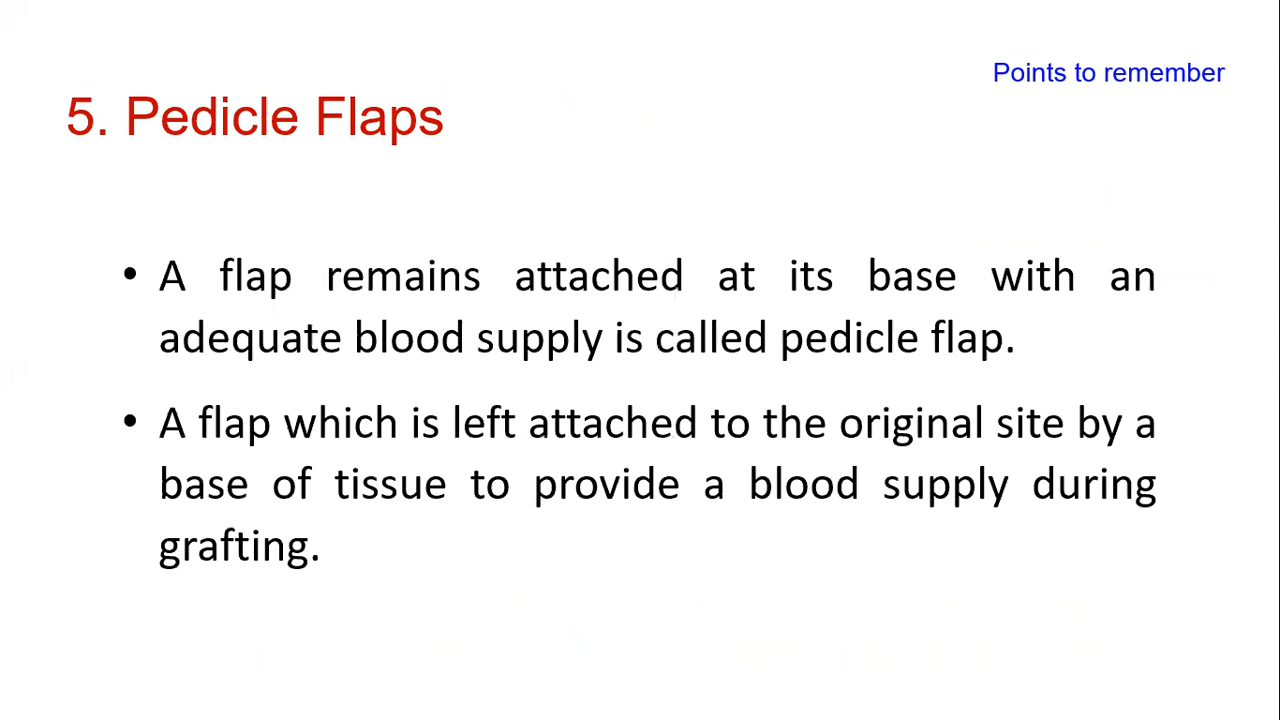 Points to remember
5. Pedicle Flaps
• A flap remains attached at its base with an
adequate blood supply is called pedicle flap.
• A flap which is left attached to the original site by a
base of tissue to provide a blood supply during
grafting.